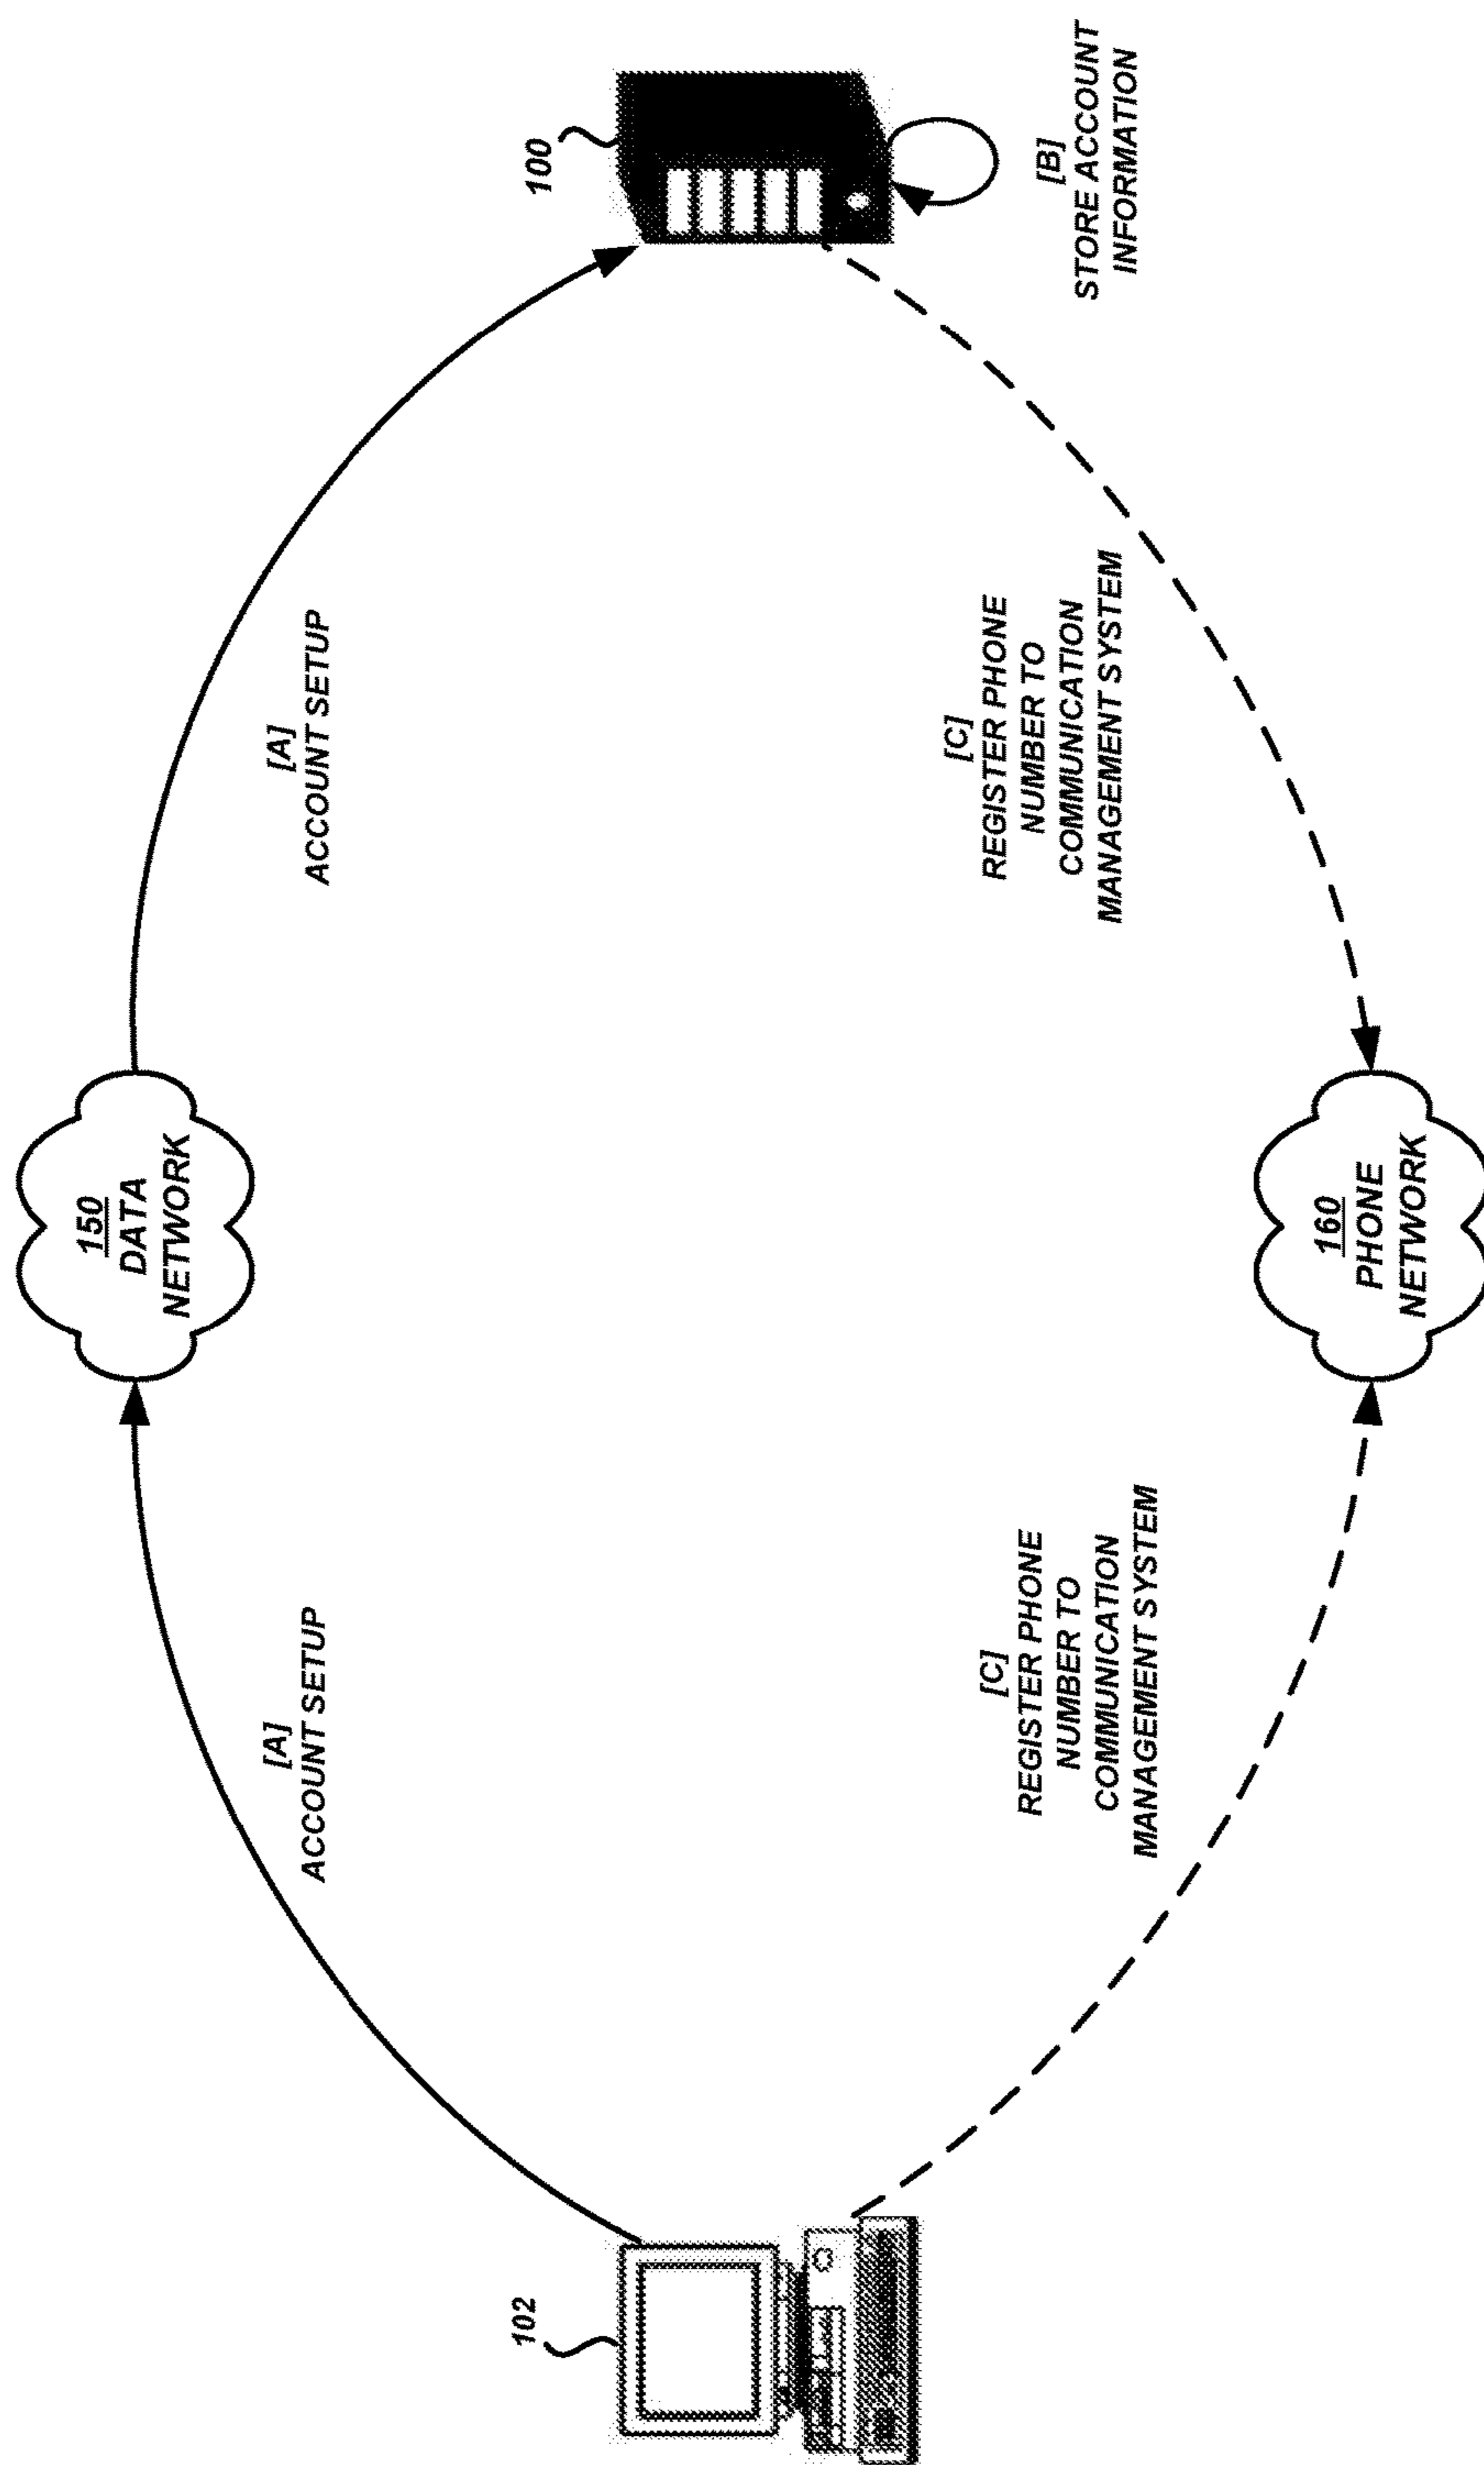 150
DATA
NETWORK
[A]
ACCOUNT SETUP
[A]
ACCOUNT SETUP
102
100
[B]
STORE ACCOUNT
INFORMATION
[C]
REGISTER PHONE
NUMBER TO
COMMUNICATION
MANAGEMENT SYSTEM
[C]
REGISTER PHONE
NUMBER TO
COMMUNICATION
MANAGEMENT SYSTEM
160
PHONE
NETWORK